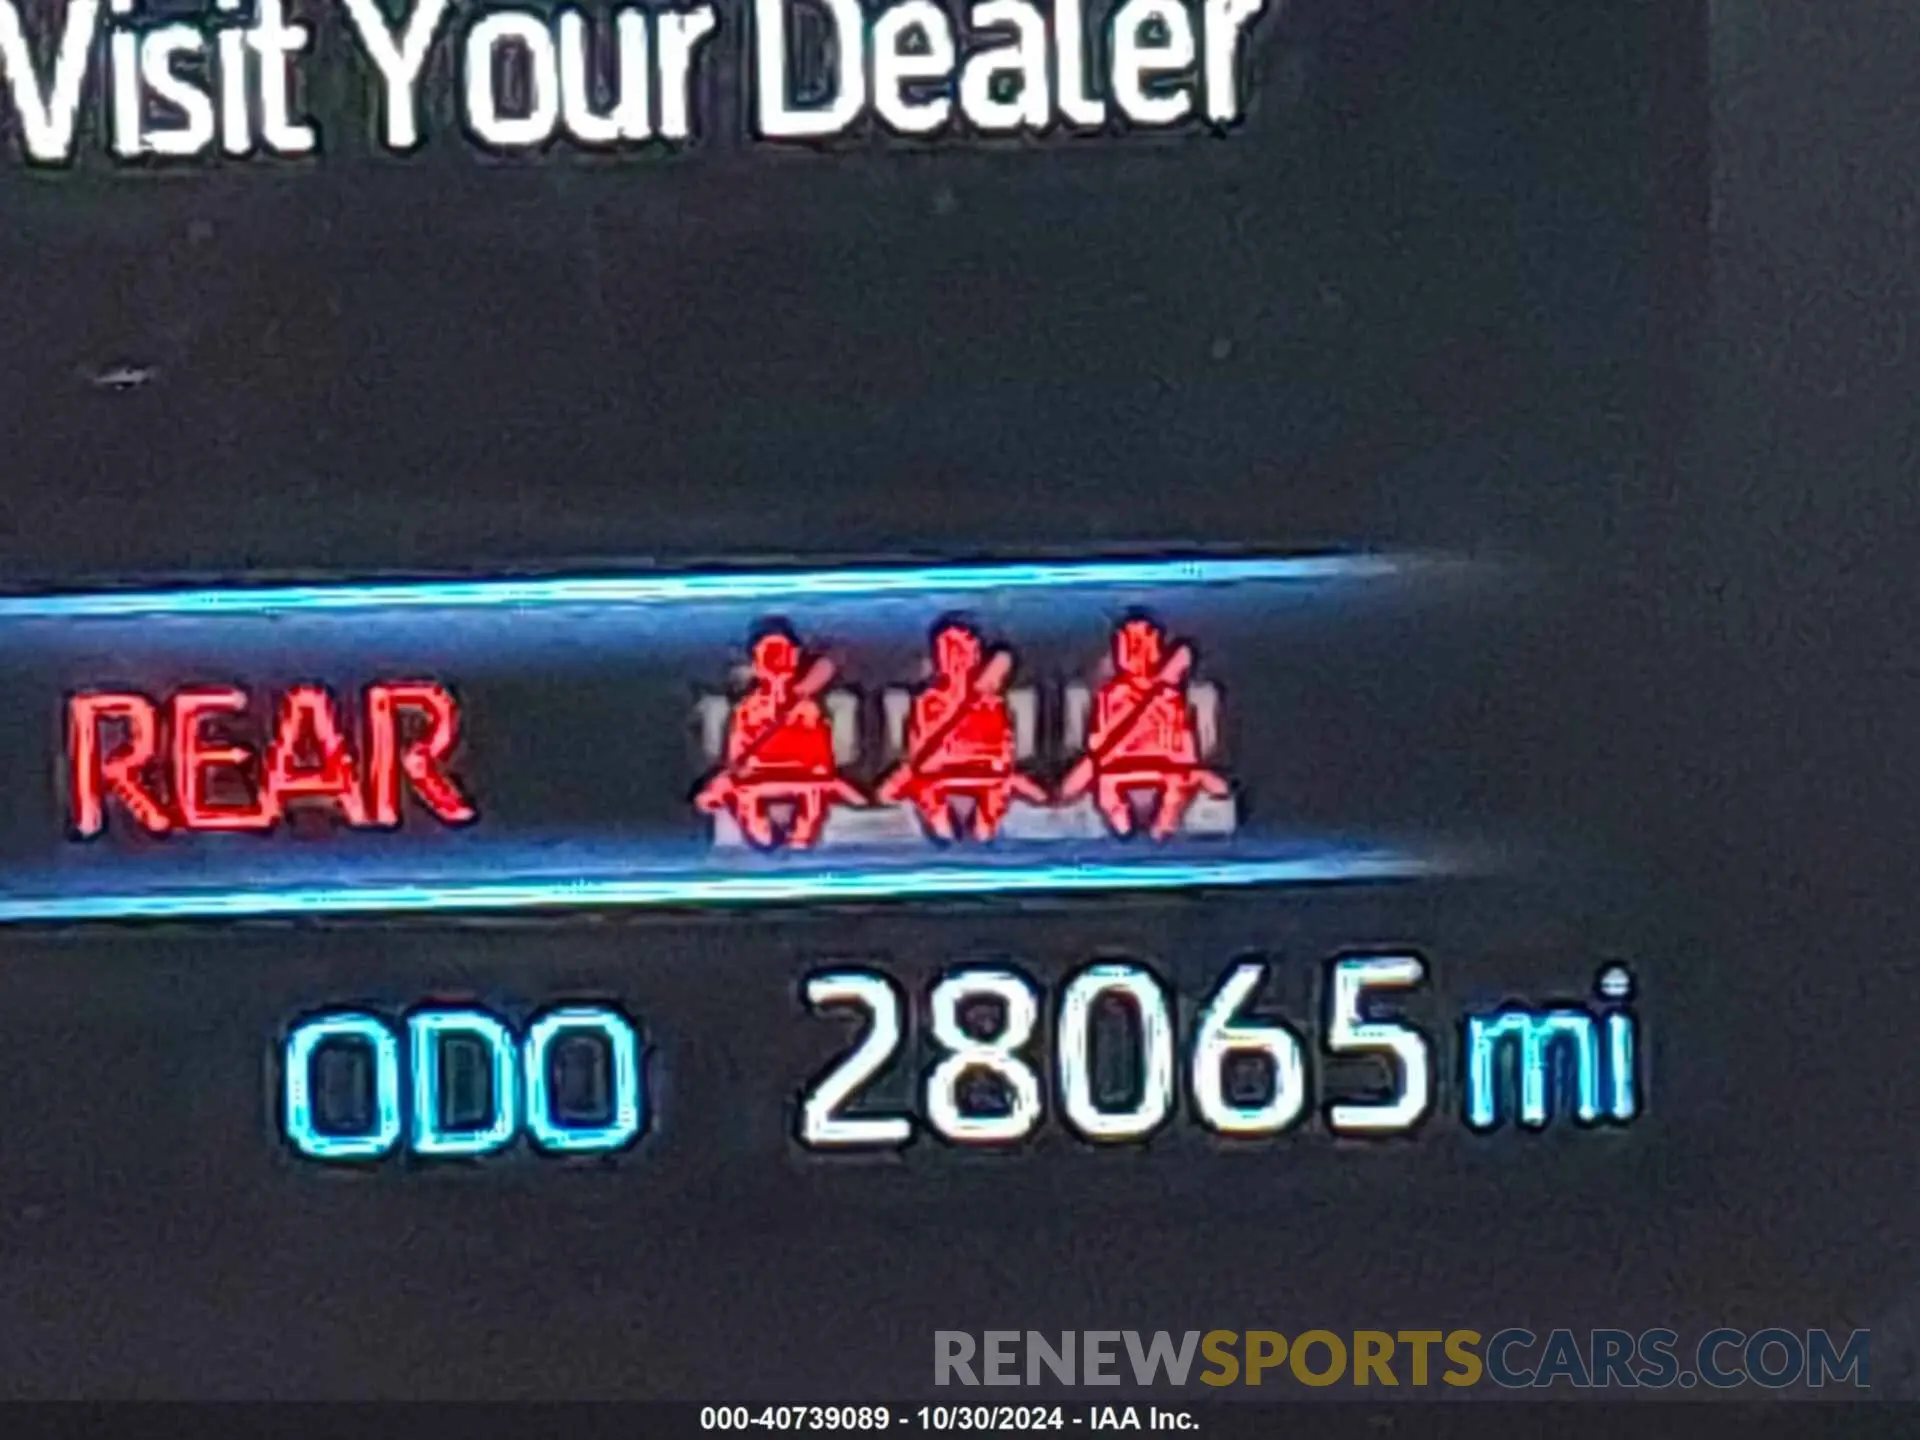 Visit Your Dealer
REAR
ODO 28065 mi
RENEWSPORTSCARS.COM
000-40739089 - 10/30/2024 - IAA Inc.